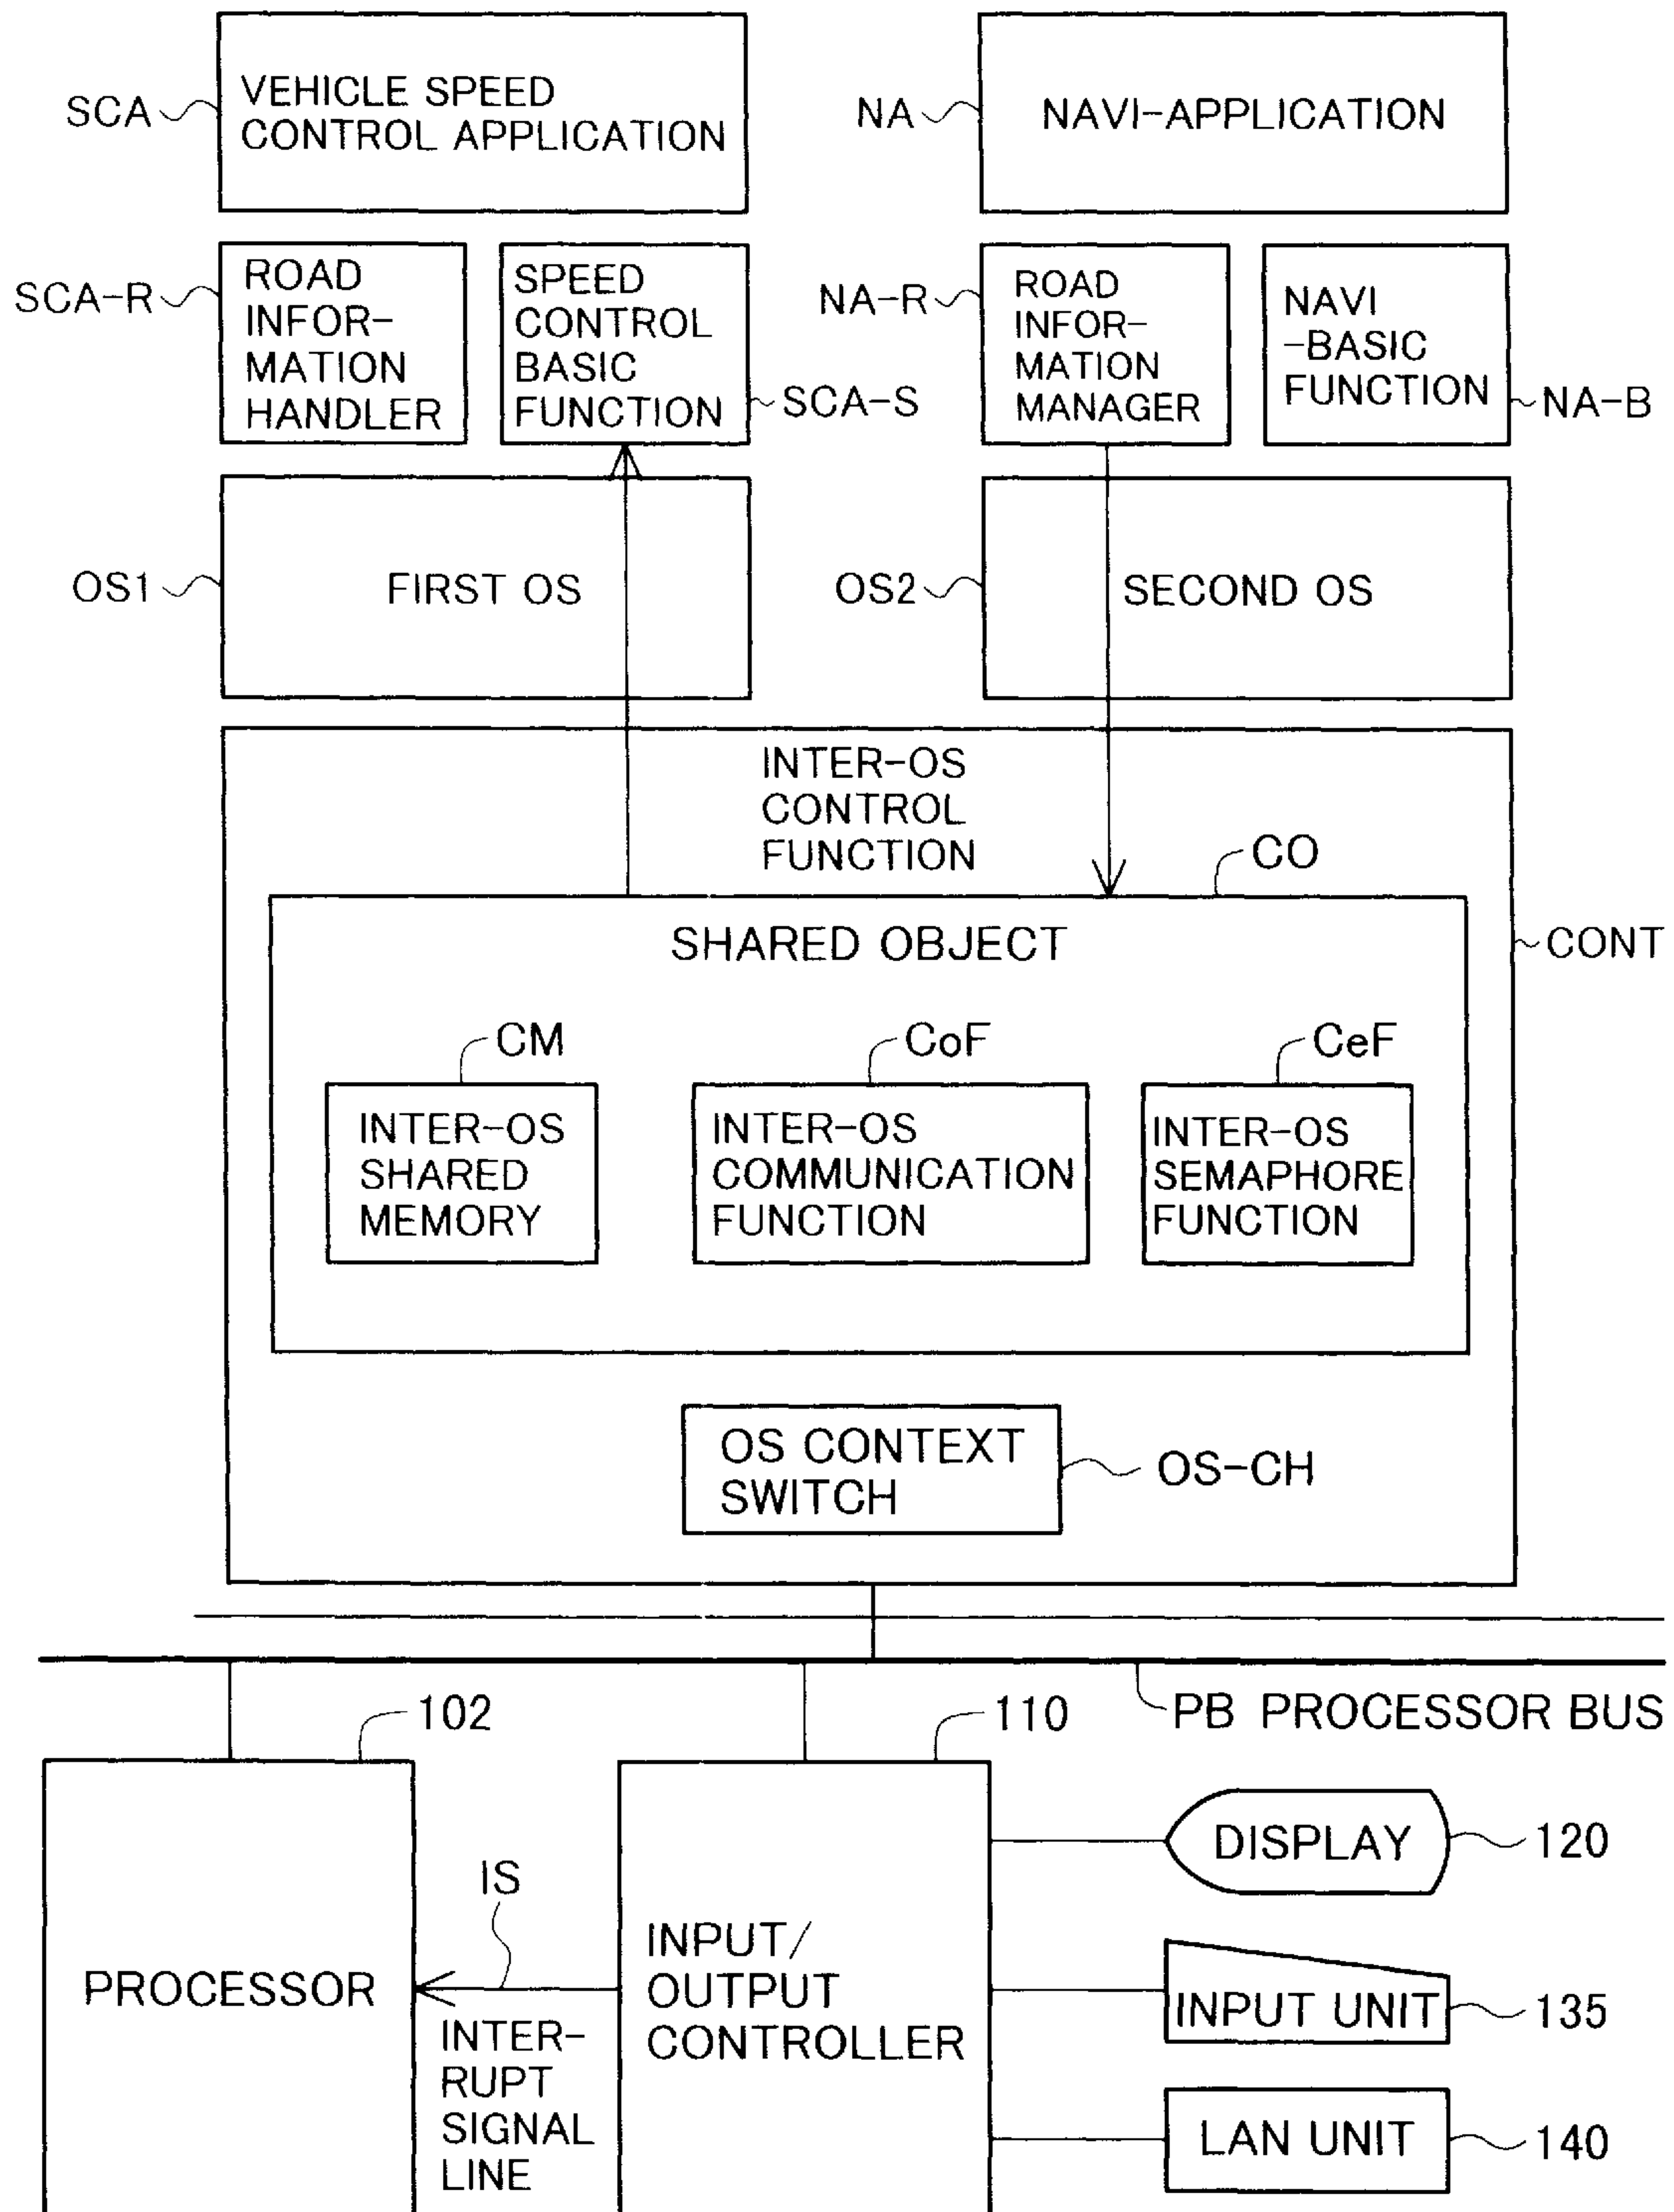 SCA
VEHICLE SPEED
CONTROL APPLICATION
NA
NAVI-APPLICATION
SCA-R
ROAD
INFOR-
MATION
HANDLER
SPEED
CONTROL
BASIC
FUNCTION
SCA-S
NA-R
ROAD
INFOR-
MATION
MANAGER
NAVI
-BASIC
FUNCTION
NA-B
OS1
FIRST OS
OS2
SECOND OS
INTER-OS
CONTROL
FUNCTION
CO
CONT
SHARED OBJECT
CM
INTER-OS
SHARED
MEMORY
CoF
INTER-OS
COMMUNICATION
FUNCTION
CeF
INTER-OS
SEMAPHORE
FUNCTION
OS CONTEXT
SWITCH
OS-CH
PB PROCESSOR BUS
102
PROCESSOR
IS
INTER-
RUPT
SIGNAL
LINE
110
INPUT/
OUTPUT
CONTROLLER
DISPLAY
120
INPUT UNIT
135
LAN UNIT
140